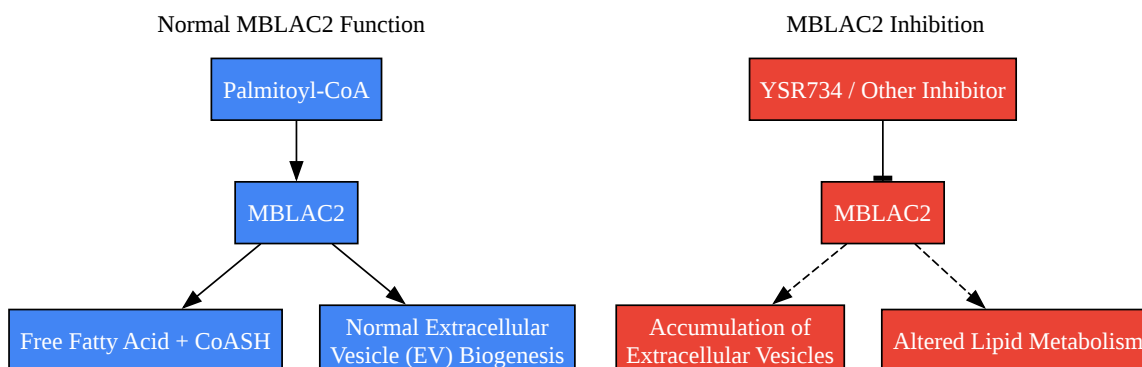 Normal MBLAC2 Function
Palmitoyl-CoA
MBLAC2
Free Fatty Acid + CoASH
Normal Extracellular
Vesicle (EV) Biogenesis
MBLAC2 Inhibition
YSR734 / Other Inhibitor
MBLAC2
Accumulation of
Extracellular Vesicles
Altered Lipid Metabolism